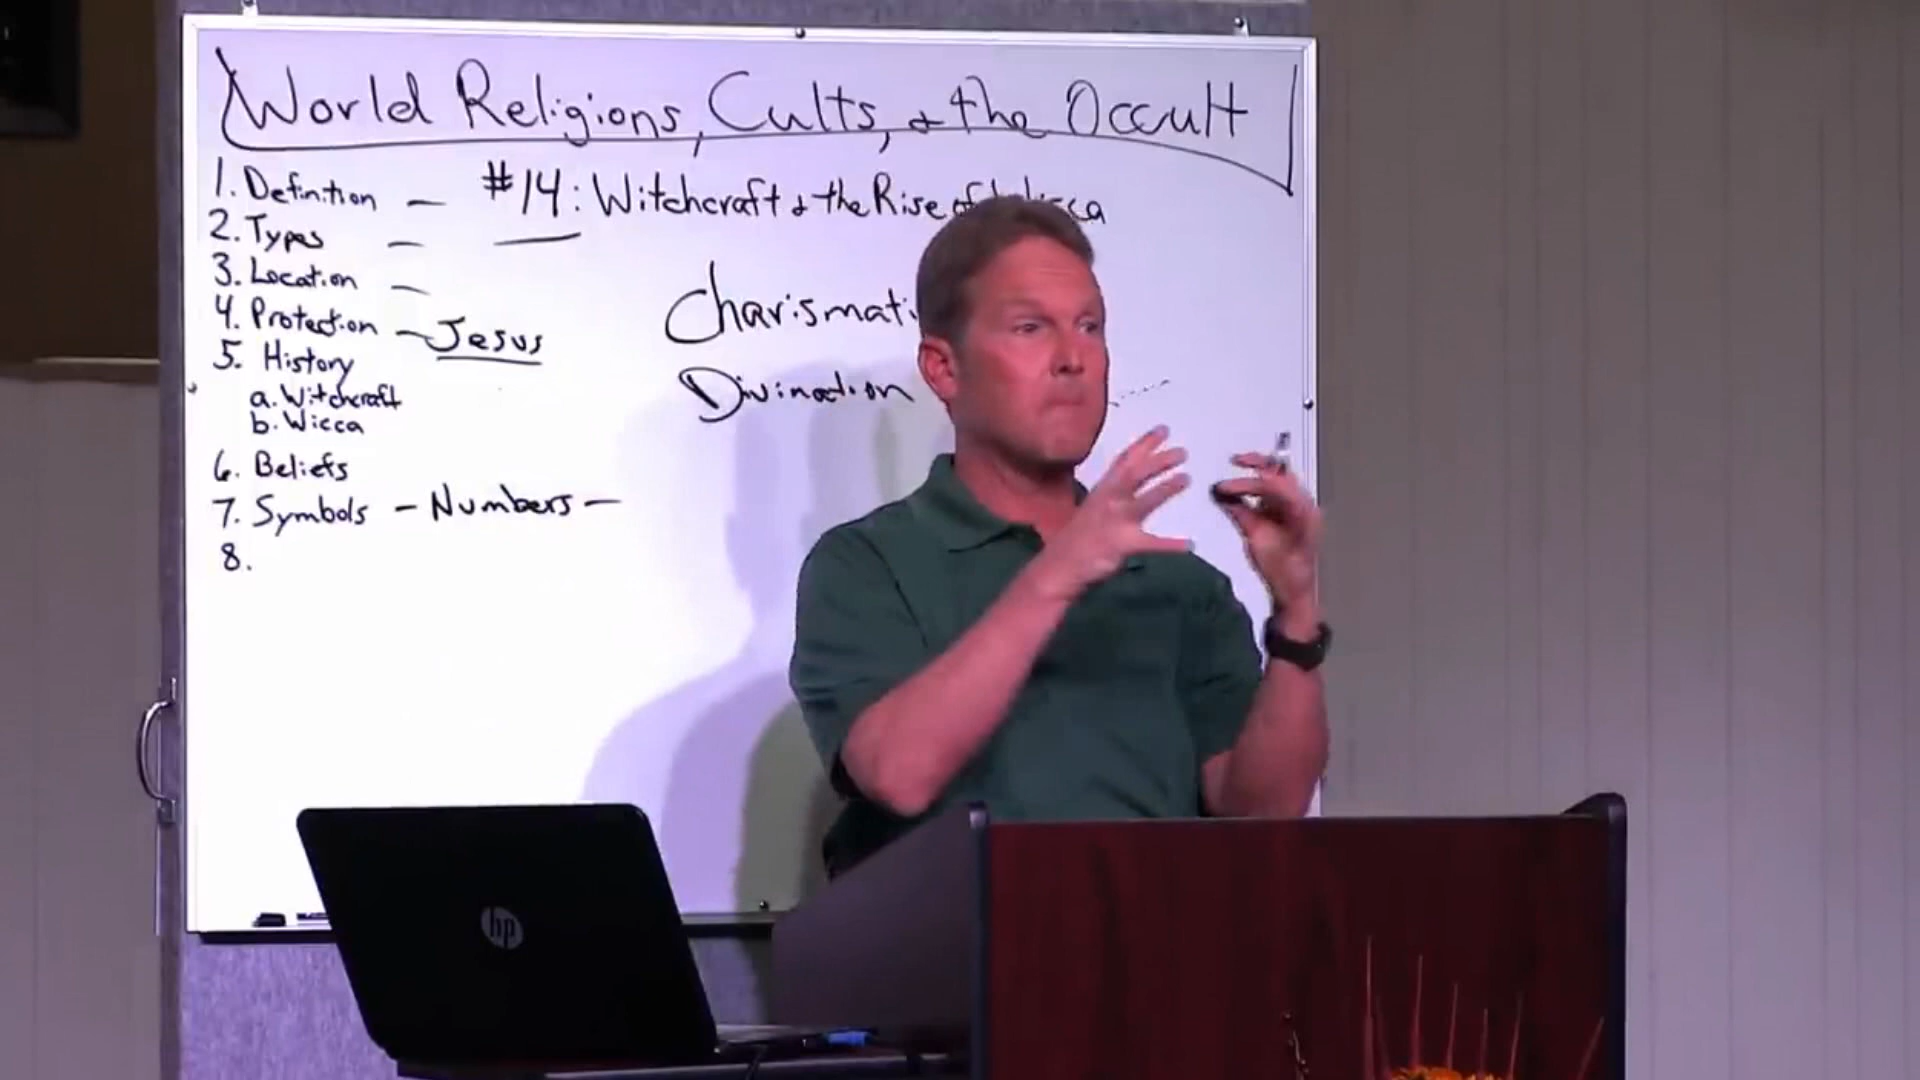 World Religions, Cults, & the Occult
#14: Witchcraft & the Rise of
1. Definition —
2. Types —
3. Location —
4. Protection — Jesus
5. History
a. Witchcraft
b. Wicca
6. Beliefs
7. Symbols - Numbers -
8.
Charismati
Divination
hp